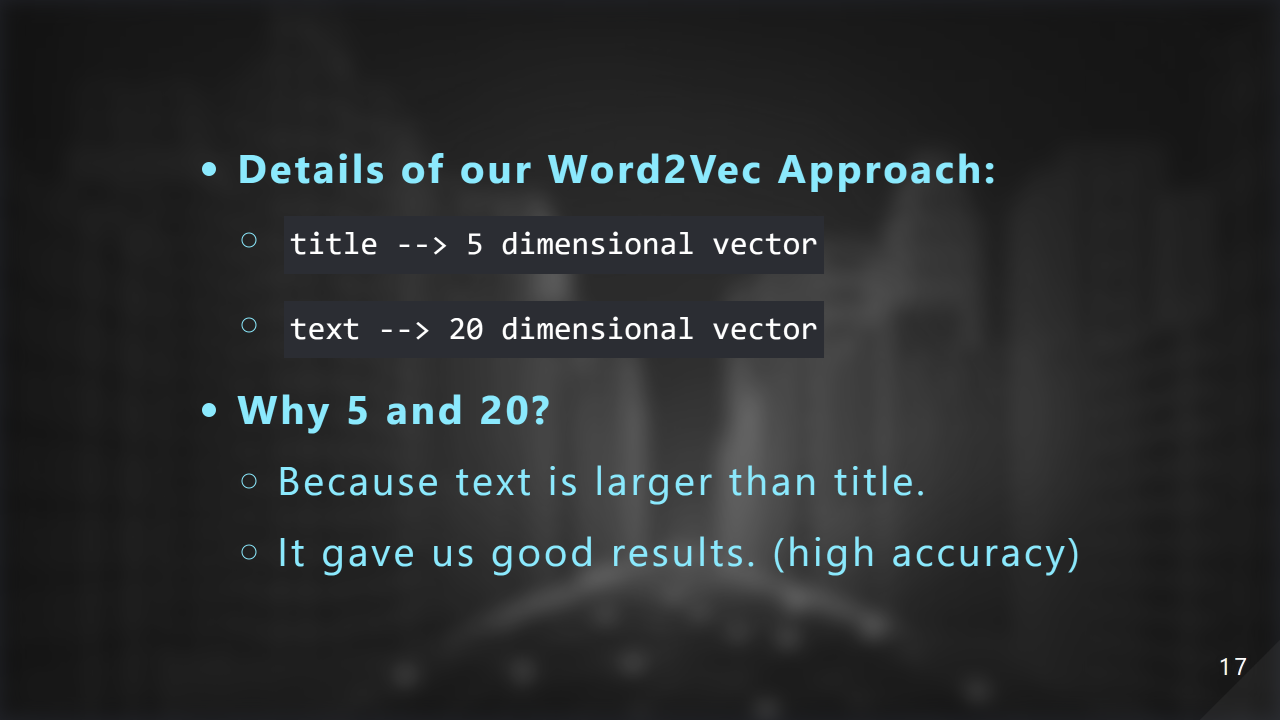 • Details of our Word2Vec Approach:
○ title --> 5 dimensional vector
○ text --> 20 dimensional vector
• Why 5 and 20?
○ Because text is larger than title.
○ It gave us good results. (high accuracy)
17